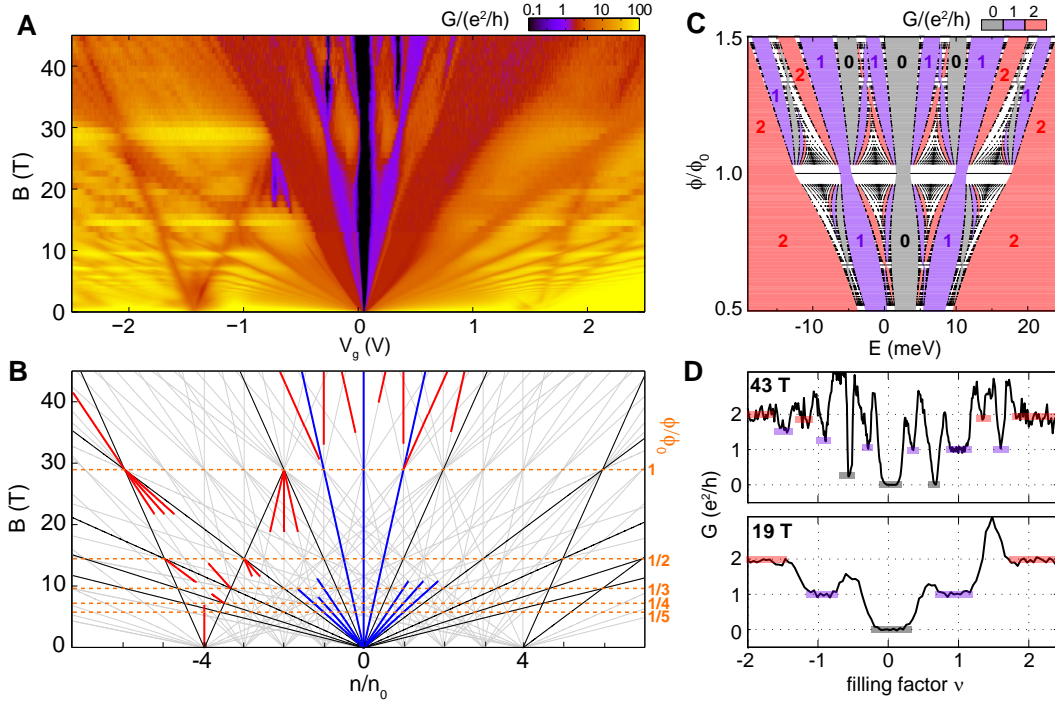 A
G/(e²/h)
0.1 1 10 100
B (T)
40
30
20
10
0
−2 −1 0 1 2
V_g (V)
B
B (T)
40
30
20
10
0
-4 0 4
n/n₀
ϕ/ϕ₀
1
1/2
1/3
1/4
1/5
C
G/(e²/h)
0 1 2
ϕ/ϕ₀
1.5
1.0
0.5
1 0 1 0 1 0 1
2 2
1 1
2 2
1 0 1
2 2
-10 0 10 20
E (meV)
D
G (e²/h)
43 T
2
1
0
19 T
2
1
0
-2 -1 0 1 2
filling factor ν